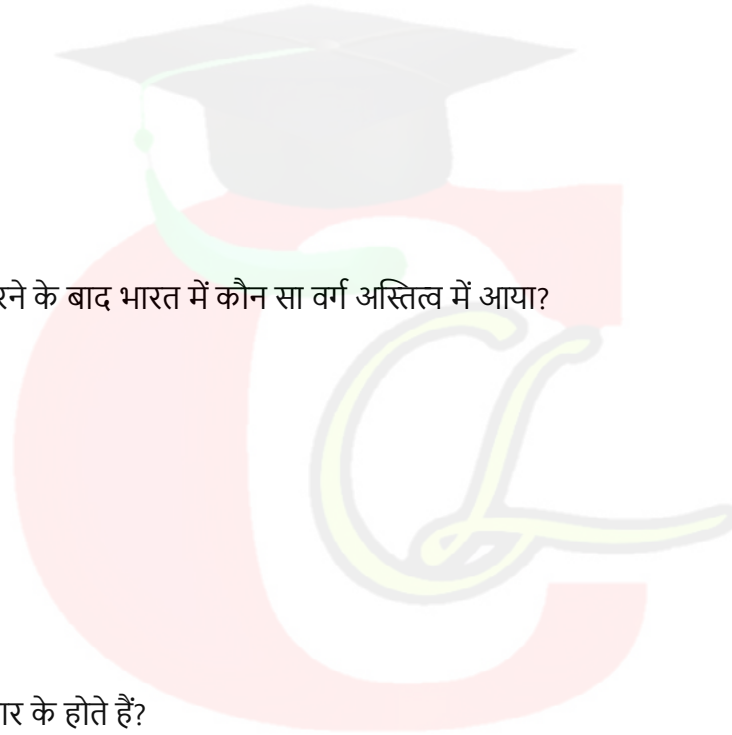 रने के बाद भारत में कौन सा वर्ग अस्तित्व में आया?
ार के होते हैं?